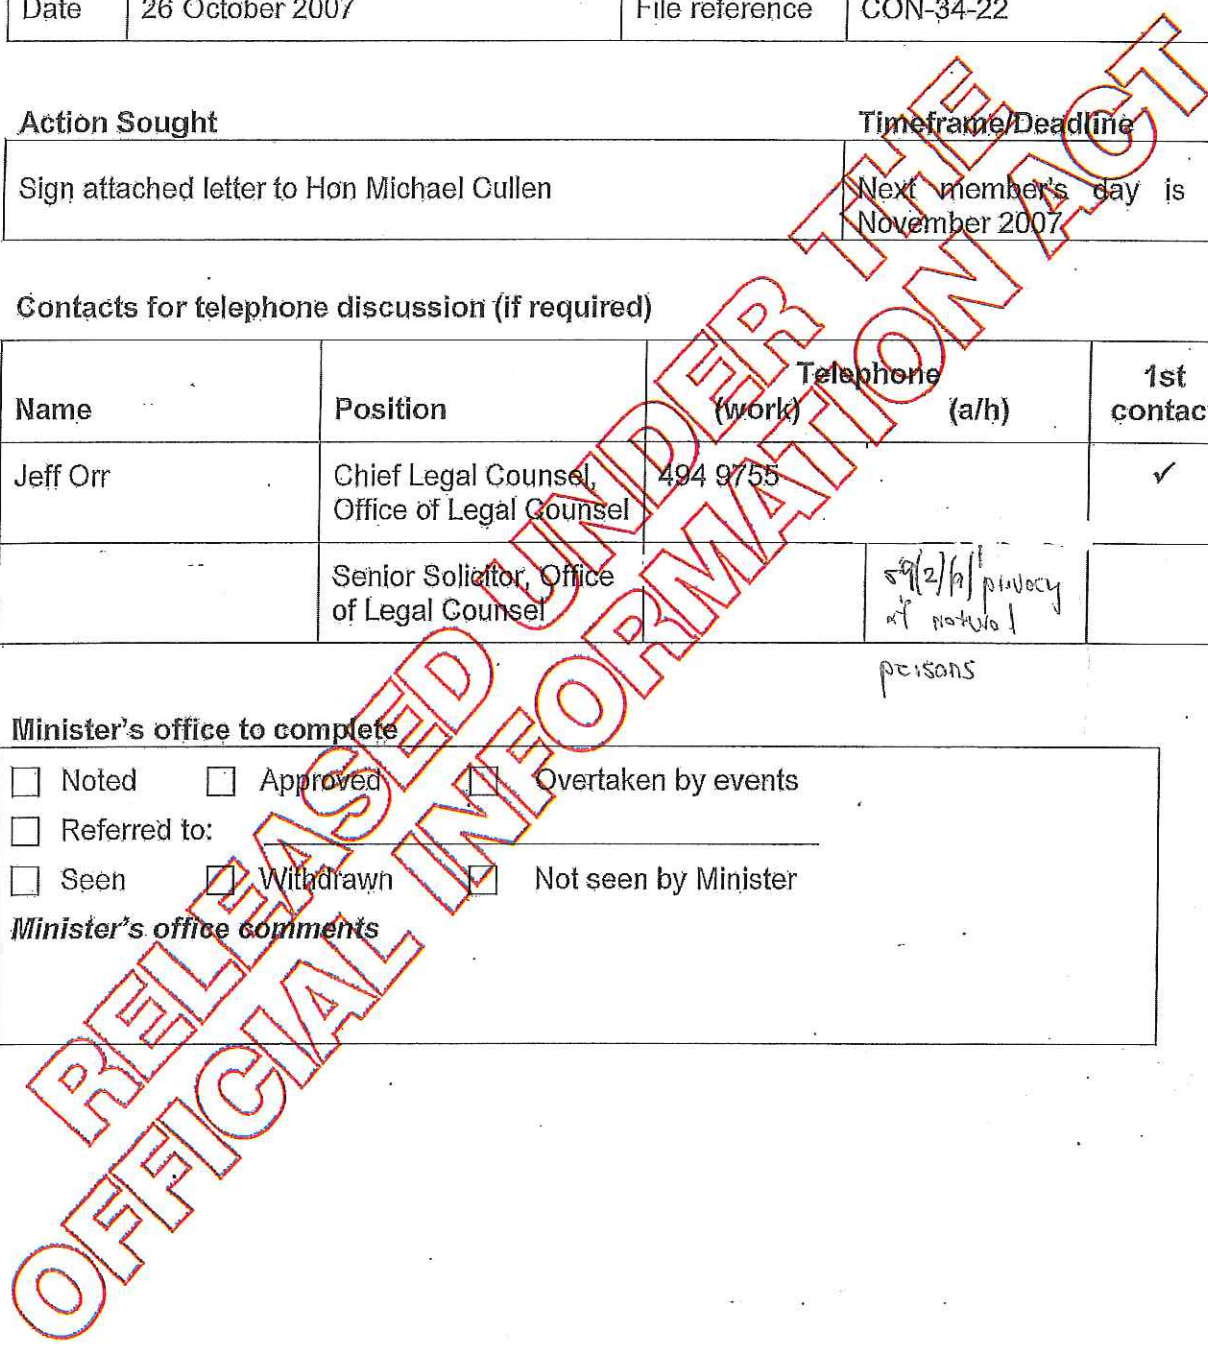 Date 26 October 2007 File reference CON-34-22
Action Sought Timeframe/Deadline
Sign attached letter to Hon Michael Cullen Next member's day is
November 2007
Contacts for telephone discussion (if required)
Telephone 1st
Name Position (work) (a/h) contact
Jeff Orr Chief Legal Counsel, 494 9755 ✓
Office of Legal Counsel
Senior Solicitor, Office s9(2)(a) privacy
of Legal Counsel of natural
persons
Minister's office to complete
Noted Approved Overtaken by events
Referred to:
Seen Withdrawn Not seen by Minister
Minister's office comments
RELEASED UNDER THE
OFFICIAL INFORMATION ACT